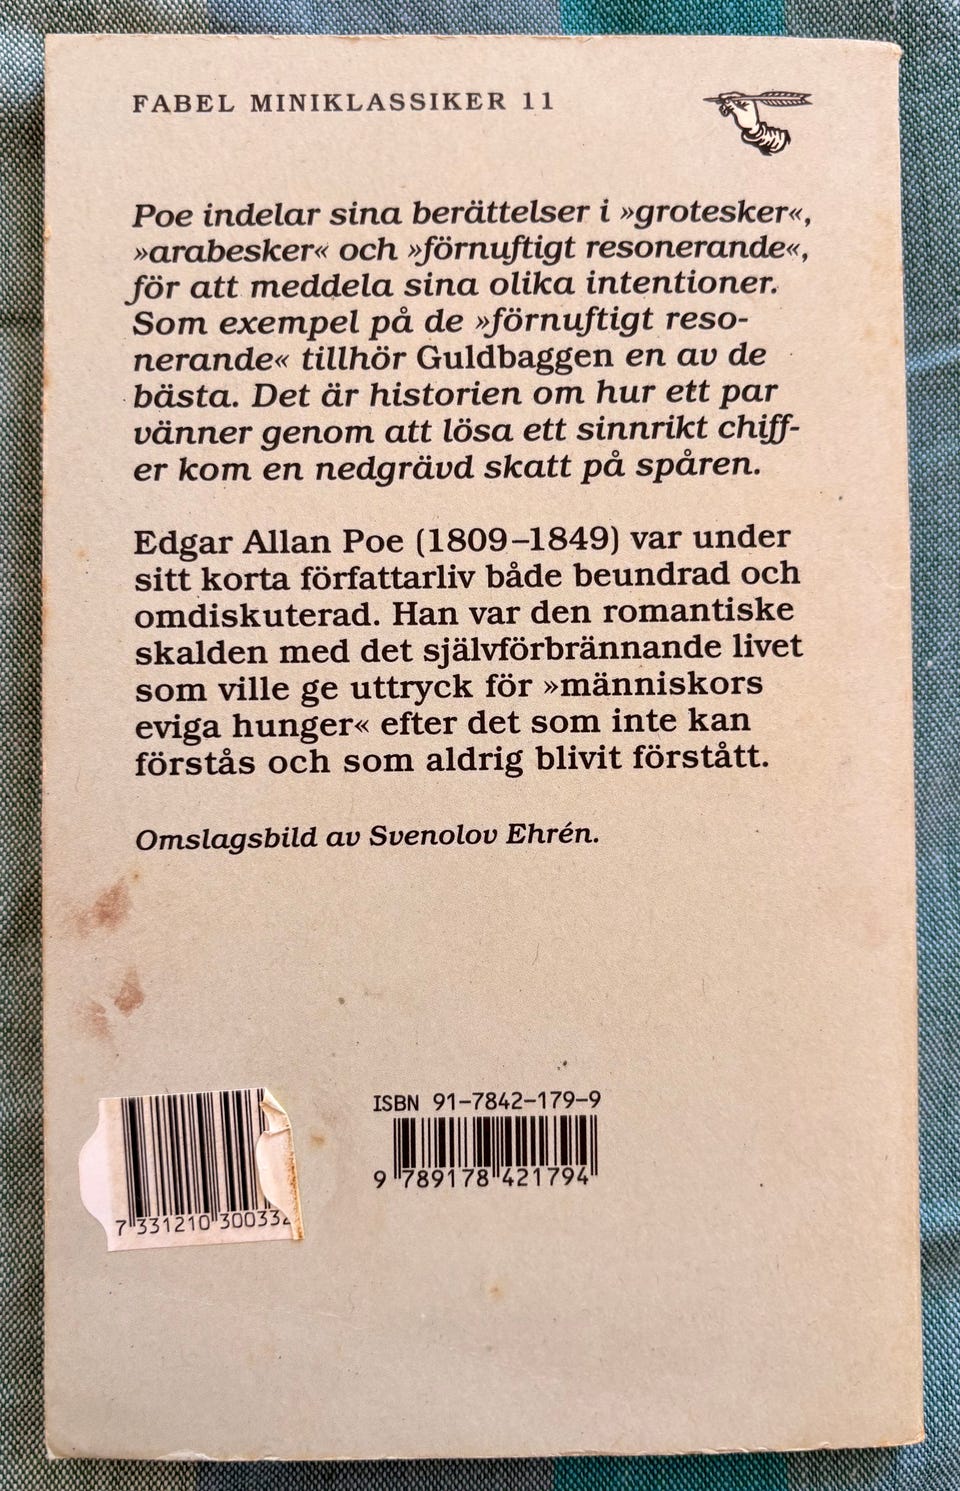 FABEL MINIKLASSIKER 11
Poe indelar sina berättelser i »grotesker«,
»arabesker« och »förnuftigt resonerande«,
för att meddela sina olika intentioner.
Som exempel på de »förnuftigt reso-
nerande« tillhör Guldbaggen en av de
bästa. Det är historien om hur ett par
vänner genom att lösa ett sinnrikt chiff-
er kom en nedgrävd skatt på spåren.
Edgar Allan Poe (1809–1849) var under
sitt korta författarliv både beundrad och
omdiskuterad. Han var den romantiske
skalden med det självförbrännande livet
som ville ge uttryck för »människors
eviga hunger« efter det som inte kan
förstås och som aldrig blivit förstått.
Omslagsbild av Svenolov Ehrén.
ISBN 91-7842-179-9
9 789178 421794
7 331210 300332